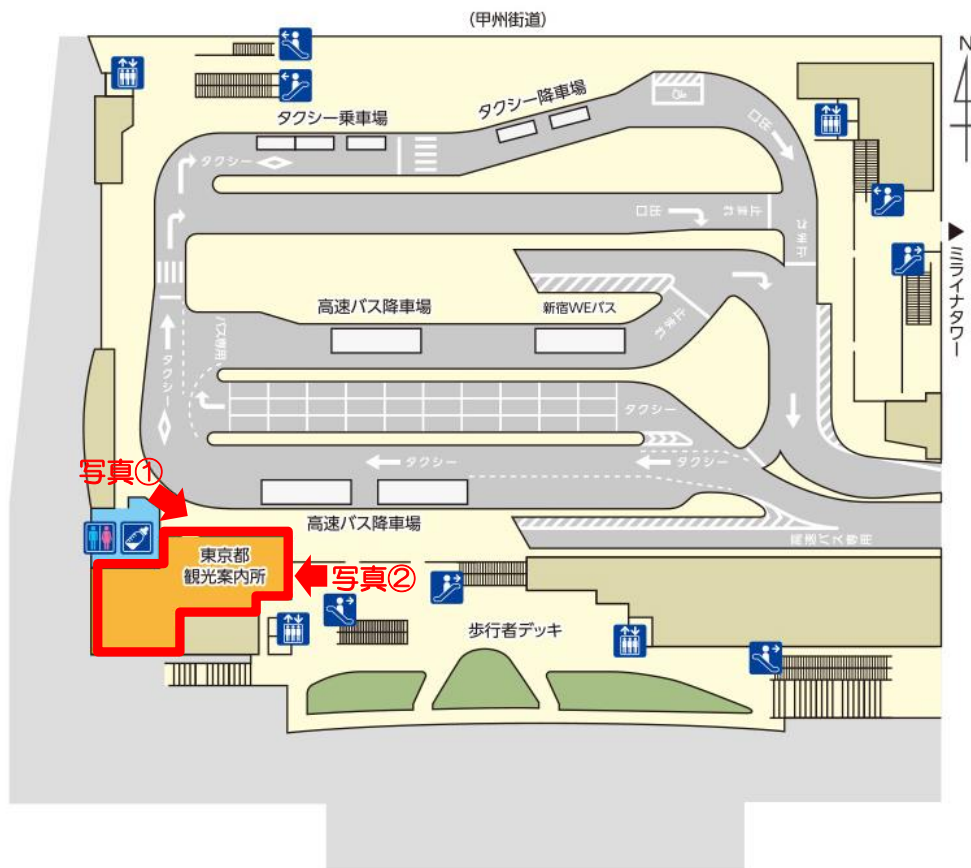 (甲州街道)
N
タクシー降車場
タクシー乗車場
出口
タクシー
出口
止まれ
止まれ
▶ミライナタワー
高速バス降車場
新宿WEバス
止まれ
バス専用
タクシー
タクシー
タクシー
タクシー
写真①
高速バス降車場
高速バス専用
東京都
観光案内所
写真②
歩行者デッキ